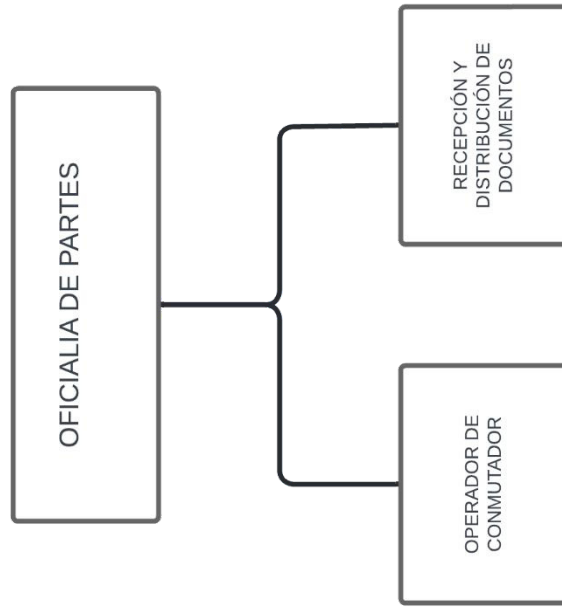 OFICIALIA DE PARTES
OPERADOR DE
CONMUTADOR
RECEPCIÓN Y
DISTRIBUCIÓN DE
DOCUMENTOS